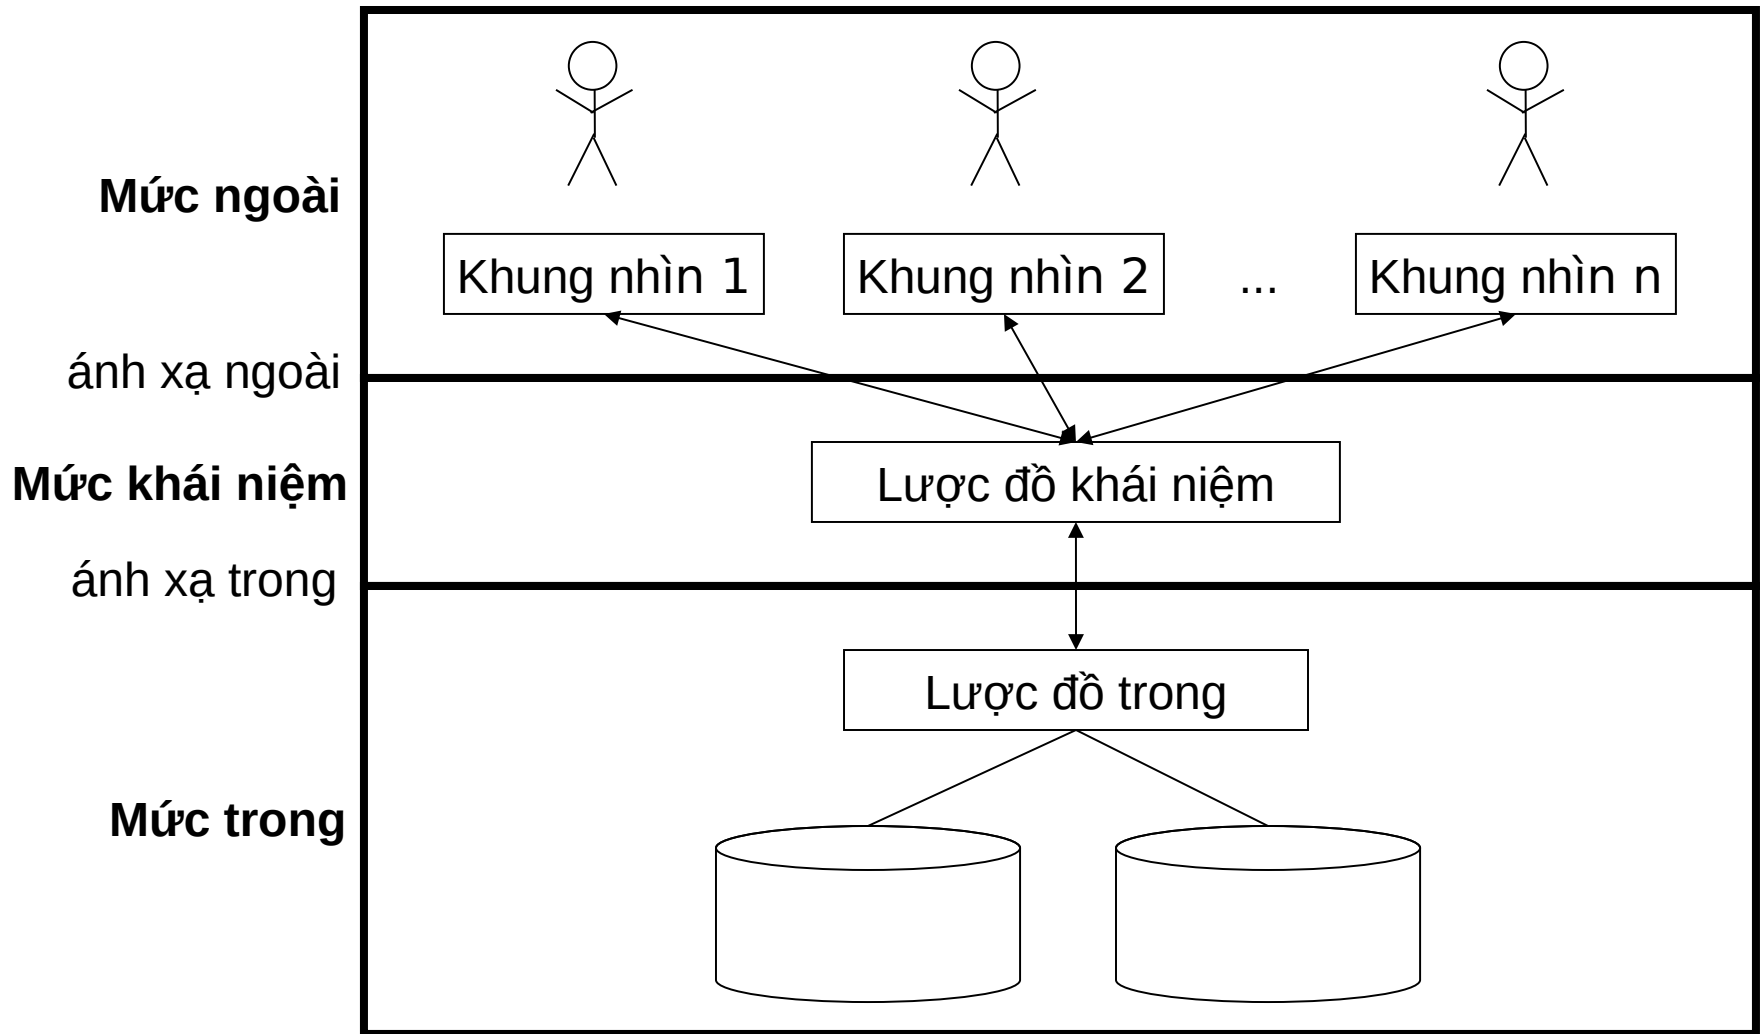 Mức ngoài
Khung nhìn 1
Khung nhìn 2
...
Khung nhìn n
ánh xạ ngoài
Mức khái niệm
Lược đồ khái niệm
ánh xạ trong
Lược đồ trong
Mức trong